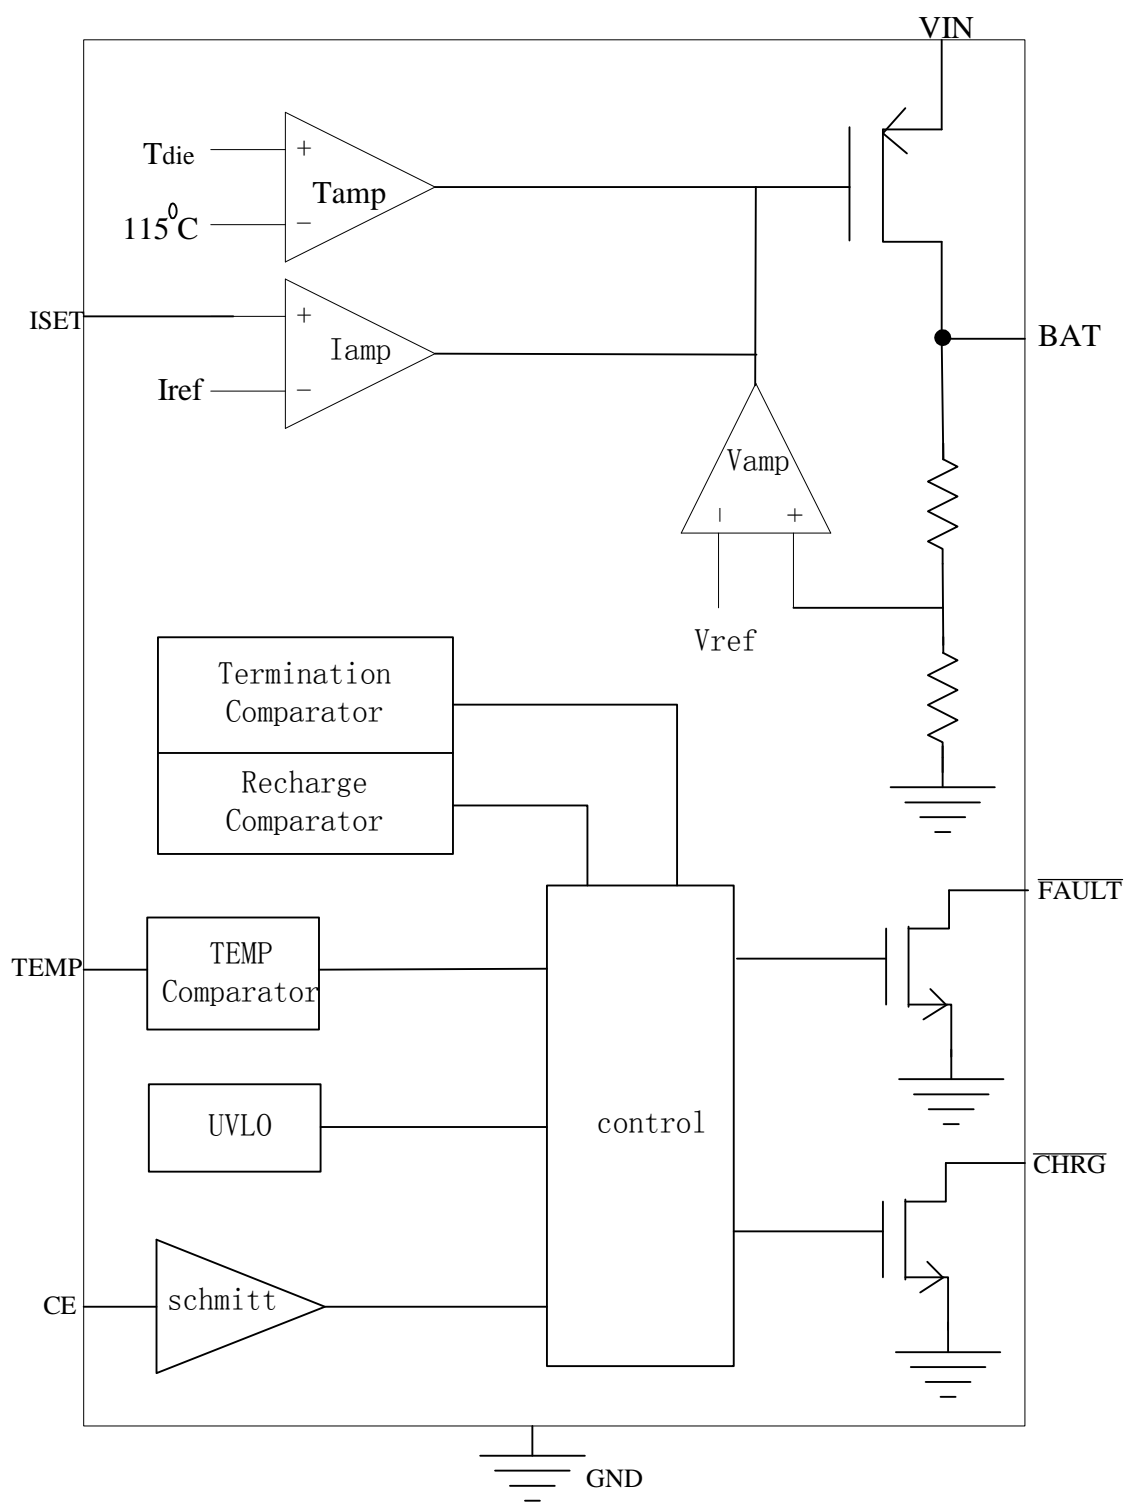 VIN
Tdie
+
Tamp
115⁰C
−
ISET
+
Iamp
Iref
−
BAT
Vamp
− +
Vref
Termination
Comparator
Recharge
Comparator
FAULT
TEMP
TEMP
Comparator
UVLO
control
CHRG
CE
schmitt
GND